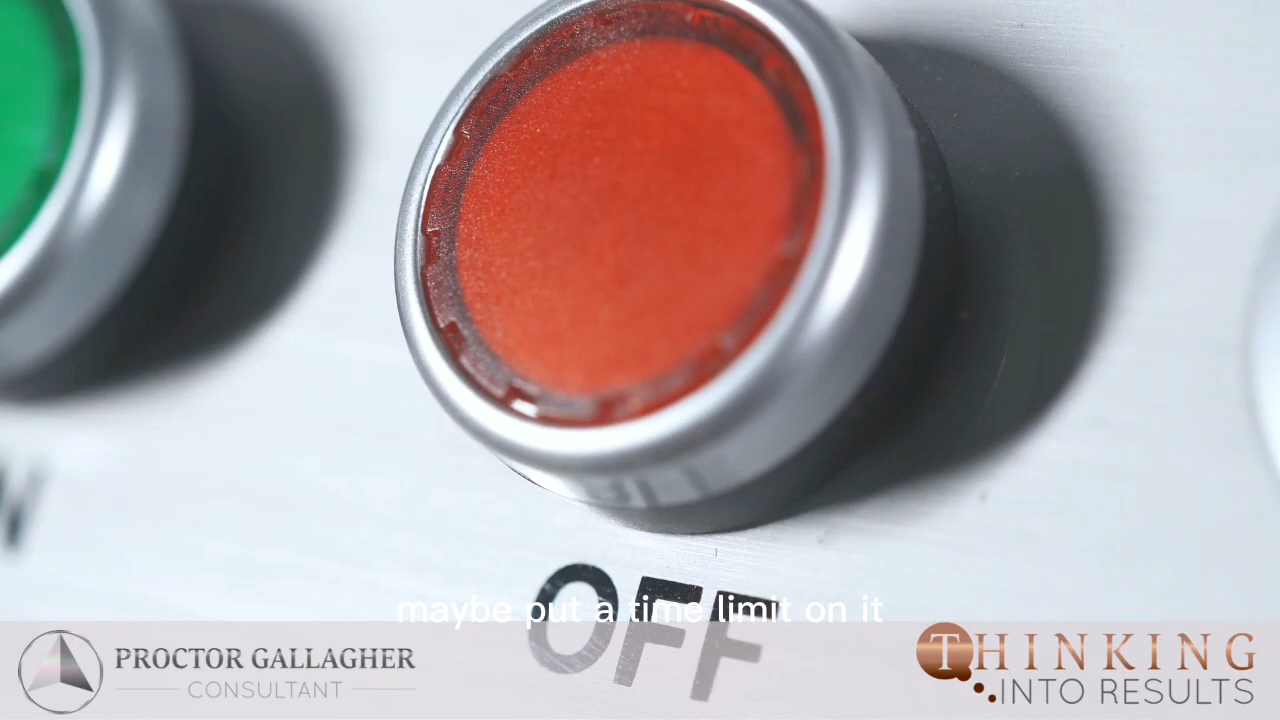 OFF
maybe put a time limit on it
PROCTOR GALLAGHER
CONSULTANT
THINKING
INTO RESULTS